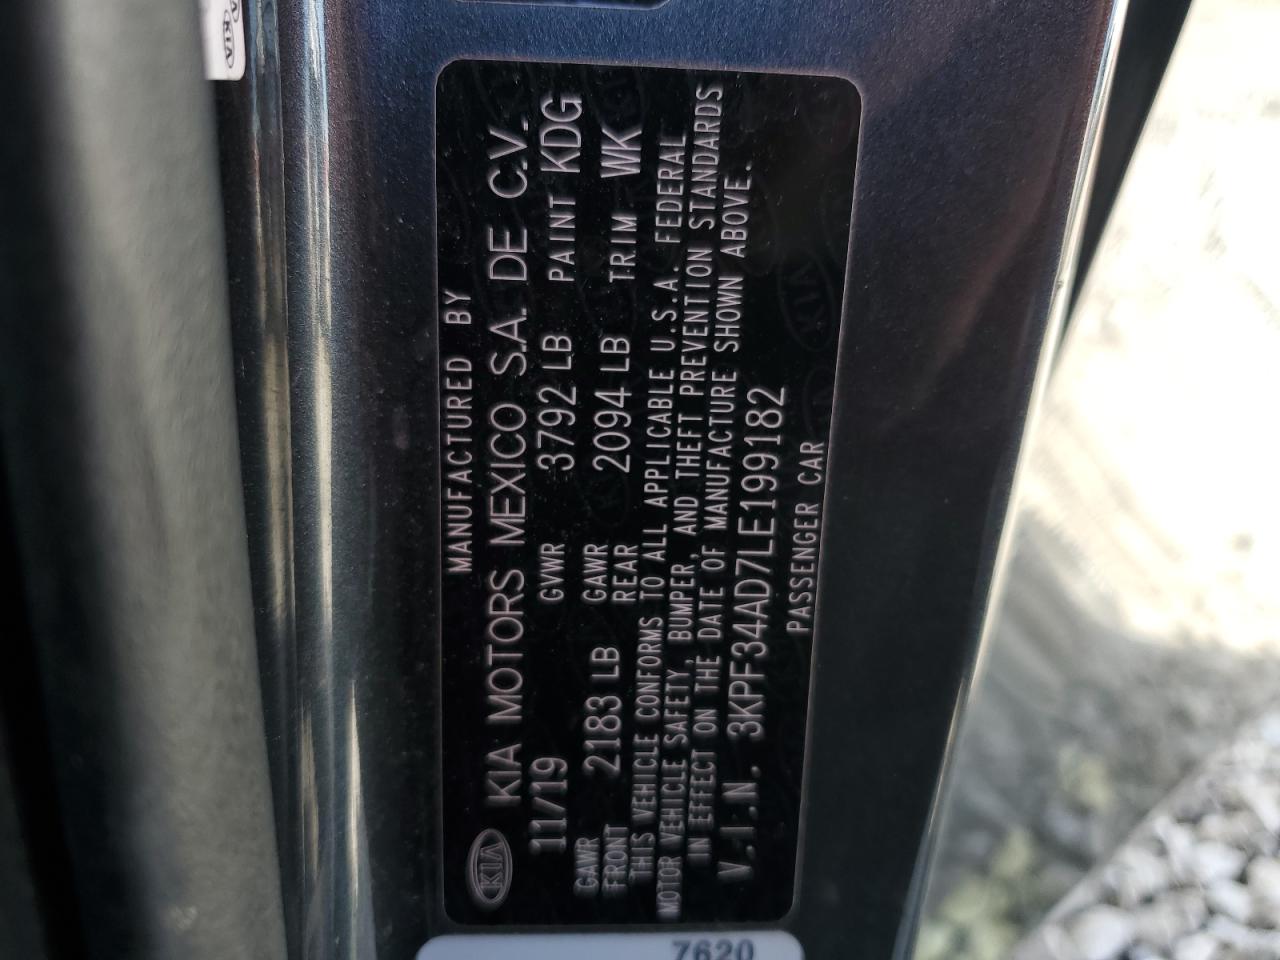 KIA
MANUFACTURED BY
KIA MOTORS MEXICO S.A. DE C.V.
11/19 GVWR 3792 LB PAINT KDG
GAWR FRONT 2183 LB GAWR REAR 2094 LB TRIM WK
THIS VEHICLE CONFORMS TO ALL APPLICABLE U.S.A. FEDERAL
MOTOR VEHICLE SAFETY, BUMPER, AND THEFT PREVENTION STANDARDS
IN EFFECT ON THE DATE OF MANUFACTURE SHOWN ABOVE.
V.I.N. 3KPF34AD7LE199182
PASSENGER CAR
7620
KIA